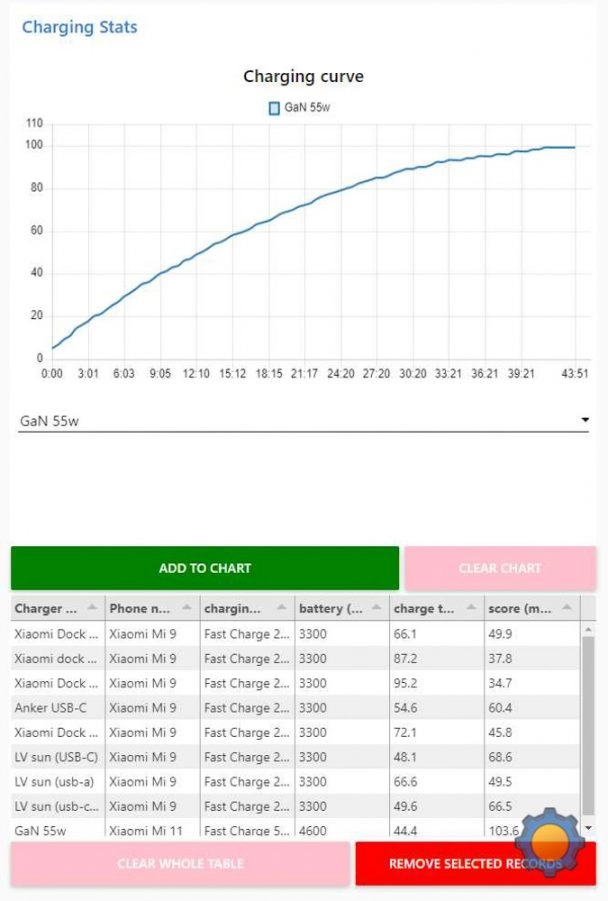 Charging Stats
Charging curve
GaN 55w
110
100
80
60
40
20
0
0:00 3:01 6:03 9:05 12:10 15:12 18:15 21:17 24:20 27:20 30:20 33:21 36:21 39:21 43:51
GaN 55w
ADD TO CHART CLEAR CHART
Charger ... Phone n... chargin... battery (... charge t... score (m...
Xiaomi Dock ... Xiaomi Mi 9 Fast Charge 2... 3300 66.1 49.9
Xiaomi dock ... Xiaomi Mi 9 Fast Charge 2... 3300 87.2 37.8
Xiaomi Dock ... Xiaomi Mi 9 Fast Charge 2... 3300 95.2 34.7
Anker USB-C Xiaomi Mi 9 Fast Charge 2... 3300 54.6 60.4
Xiaomi Dock ... Xiaomi Mi 9 Fast Charge 2... 3300 72.1 45.8
LV sun (USB-C) Xiaomi Mi 9 Fast Charge 2... 3300 48.1 68.6
LV sun (usb-a) Xiaomi Mi 9 Fast Charge 2... 3300 66.6 49.5
LV sun (usb-c... Xiaomi Mi 9 Fast Charge 2... 3300 49.6 66.5
GaN 55w Xiaomi Mi 11 Fast Charge 5... 4600 44.4 103.6
CLEAR WHOLE TABLE REMOVE SELECTED RECORDS